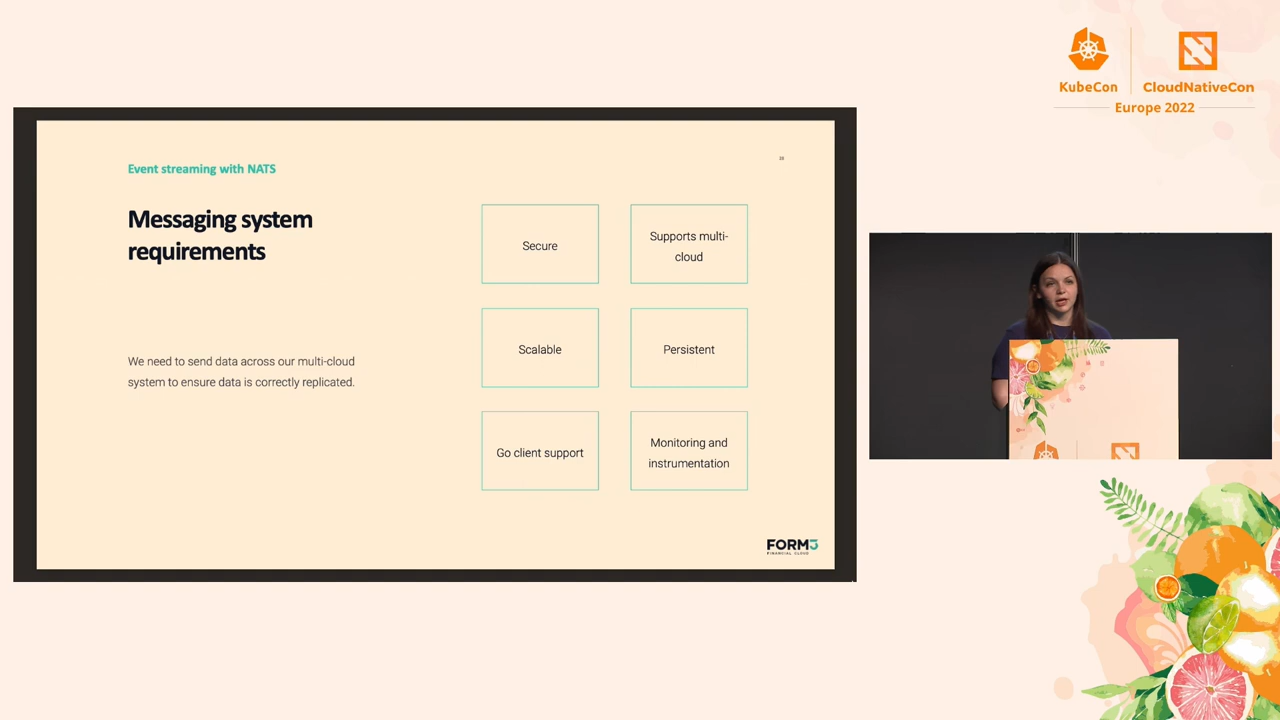 KubeCon
CloudNativeCon
Europe 2022
Event streaming with NATS
Messaging system
requirements
We need to send data across our multi-cloud
system to ensure data is correctly replicated.
Secure
Supports multi-
cloud
Scalable
Persistent
Go client support
Monitoring and
instrumentation
FORM3
FINANCIAL CLOUD